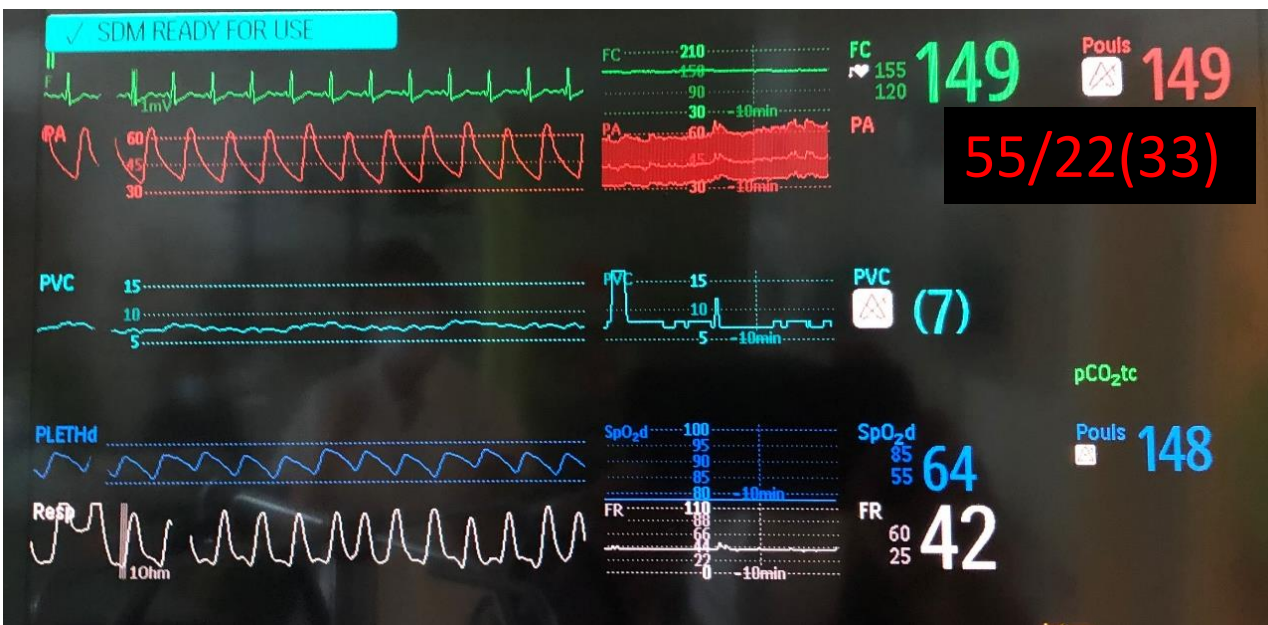 ✓ SDM READY FOR USE
FC 210 150 90 30 -10min
FC 155 120 149
Pouls 149
F 1mV
PA 60 45 30
PA 60 45 30 -10min
PA 55/22(33)
PVC 15 10 5
PVC 15 10 5 -10min
PVC (7)
pCO₂tc
PLETHd
SpO₂d 100 95 90 85 80 -10min
SpO₂d 85 55 64
Pouls 148
Resp 1Ohm
FR 110 88 66 44 22 0 -10min
FR 60 25 42